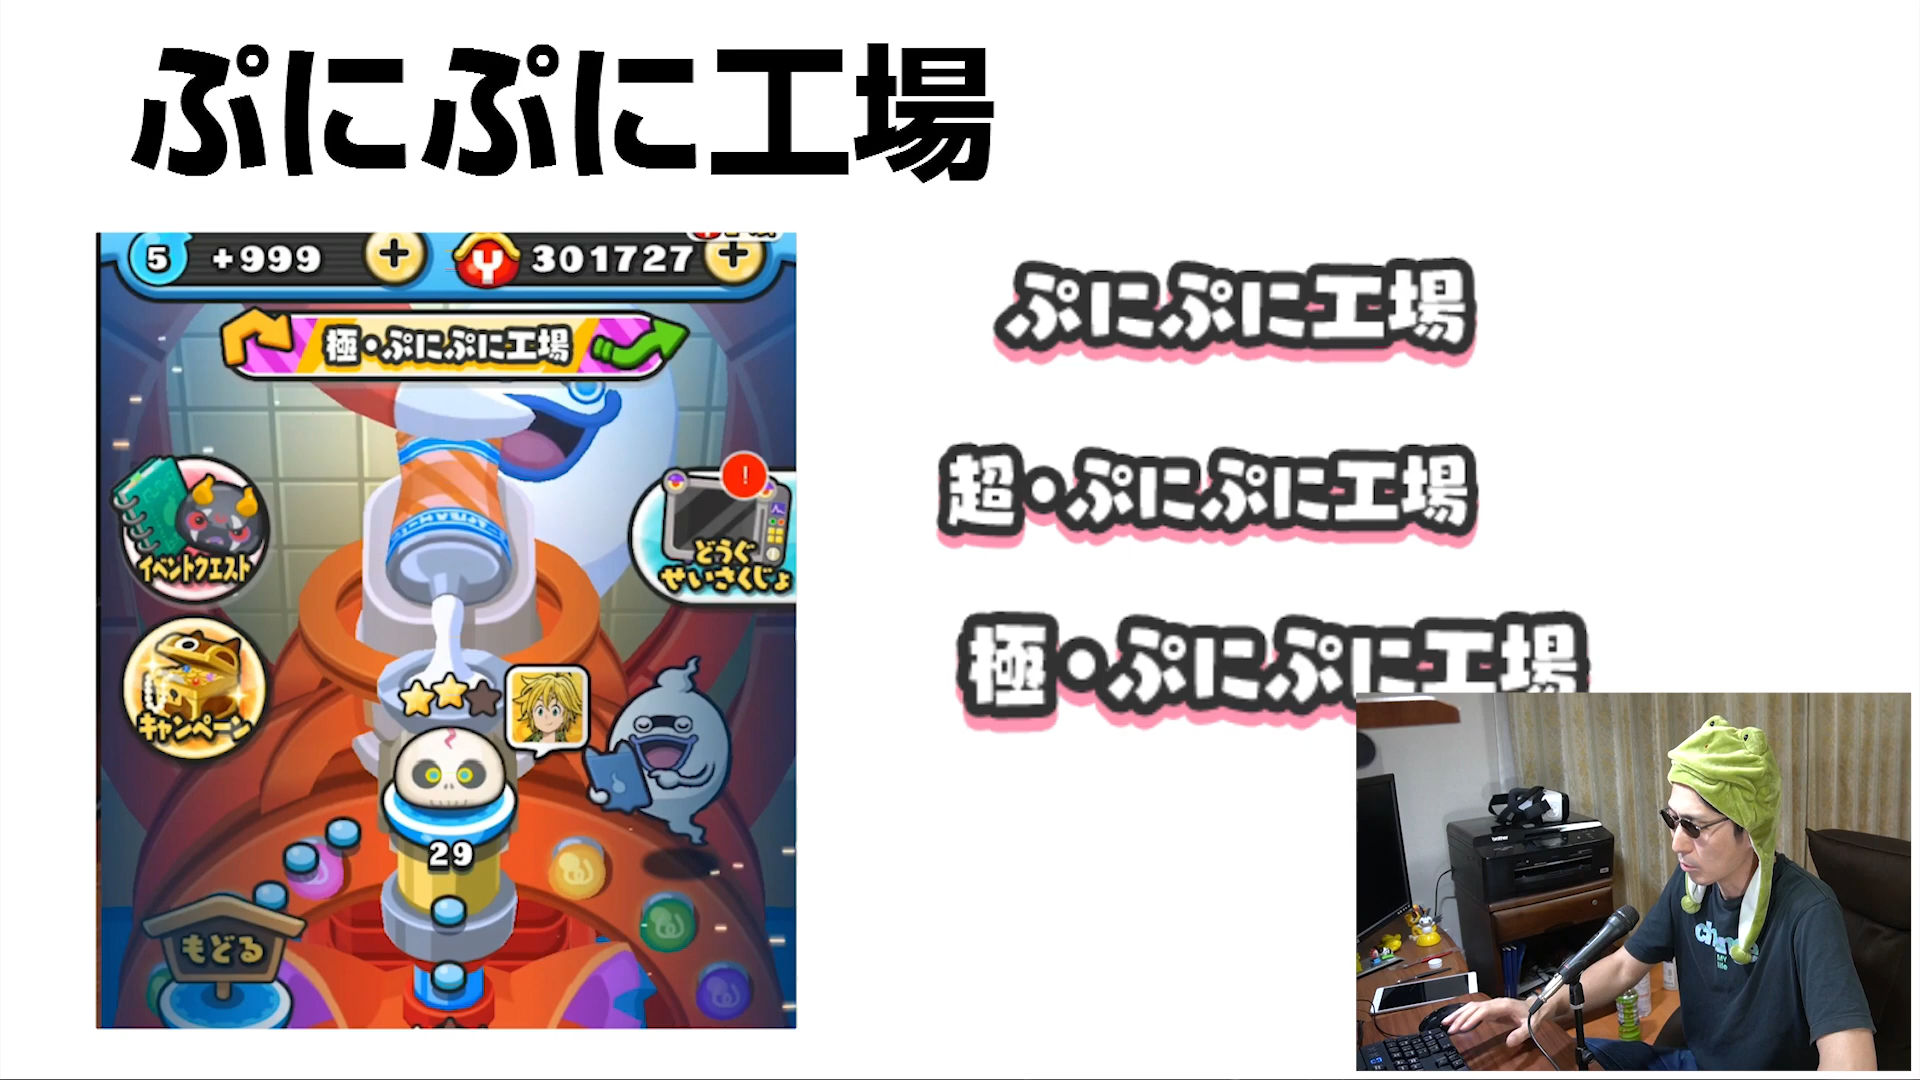 ぷにぷに工場
5 +999 301727
極・ぷにぷに工場
イベントクエスト
どうぐ
せいさくじょ
キャンペーン
29
もどる
ぷにぷに工場
超・ぷにぷに工場
極・ぷにぷに工場
brother
MY
life